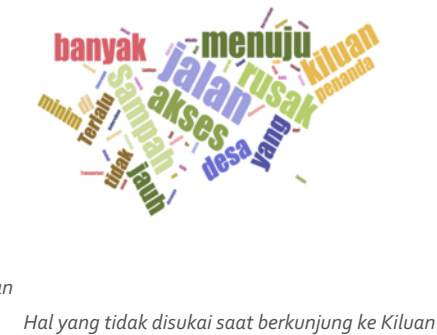 banyak
menuju
kiluan
jalan
rusak
penanda
sampah
akses
minim
di
Terlalu
yang
desa
tidak
jauh
an
Hal yang tidak disukai saat berkunjung ke Kiluan